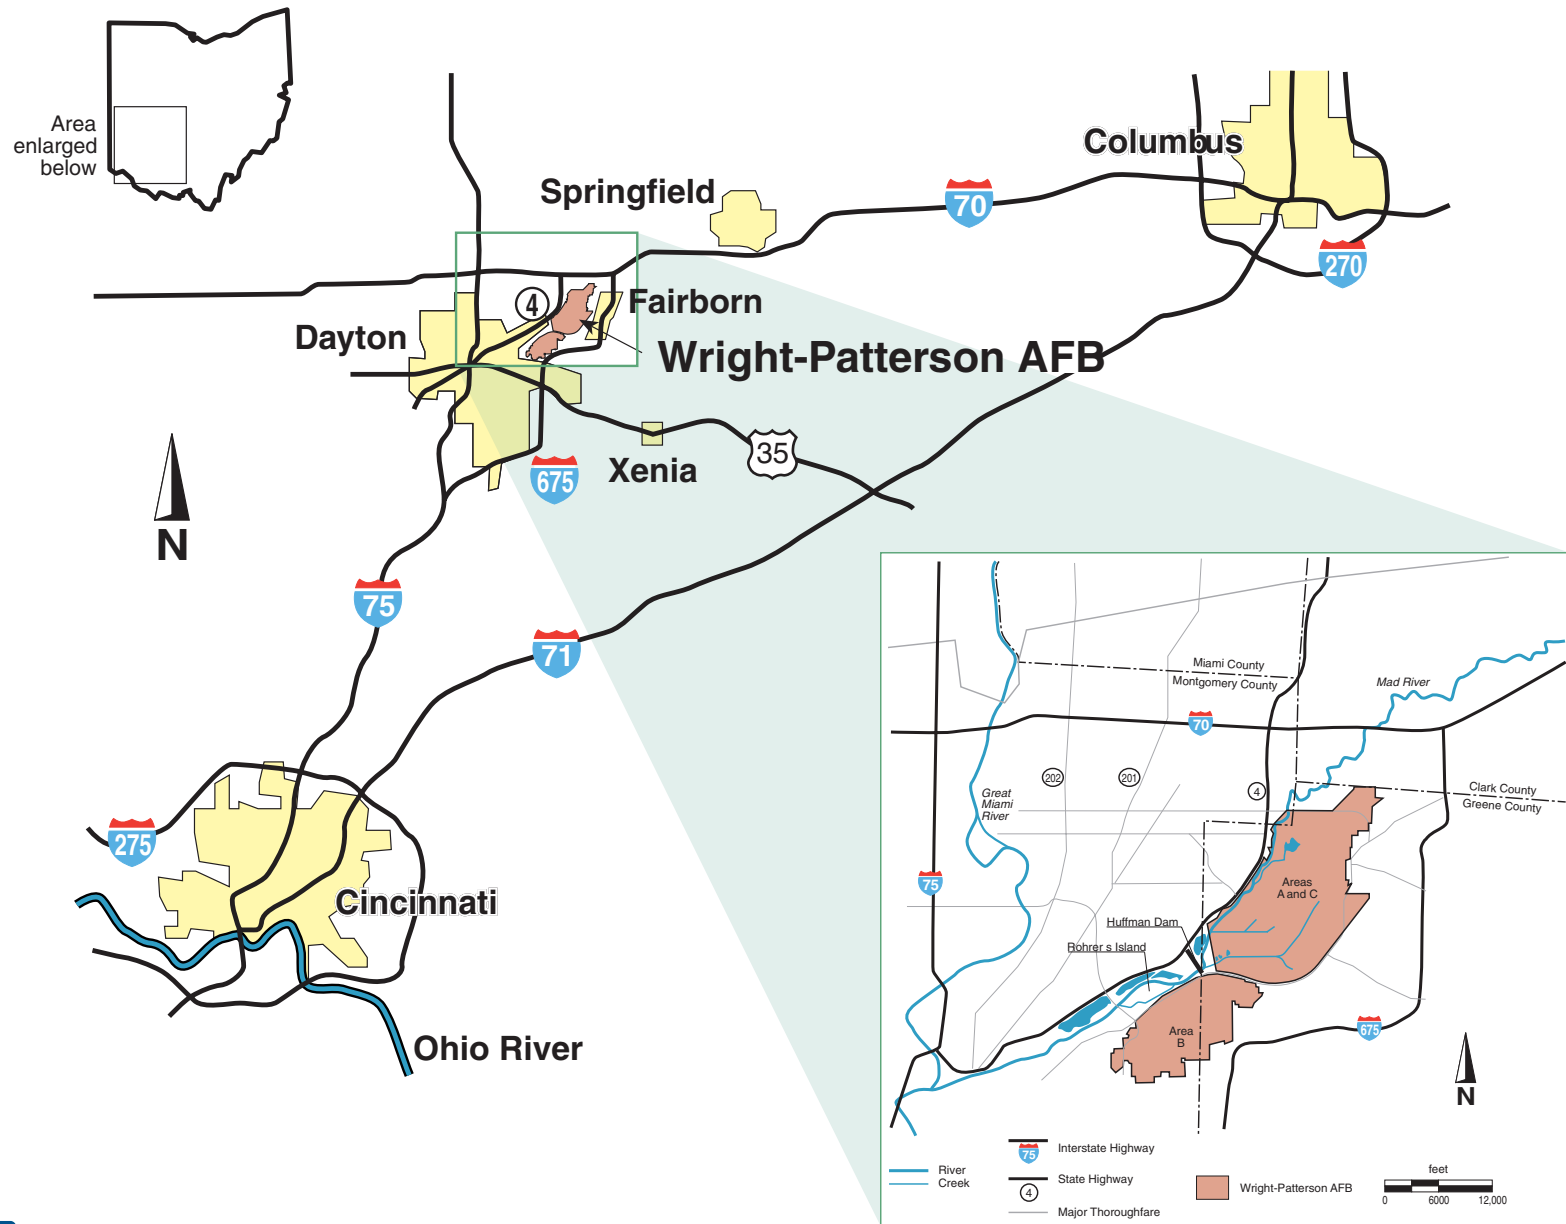 Area
enlarged
below
Columbus
Springfield
70
270
4
Fairborn
Dayton
Wright-Patterson AFB
35
Xenia
675
N
75
71
275
Cincinnati
Ohio River
Miami County
Montgomery County
Mad River
70
202
201
4
Great
Miami
River
Clark County
Greene County
75
Areas
A and C
Huffman Dam
Rohrer s Island
Area
B
675
N
75
Interstate Highway
River
Creek
State Highway
4
Major Thoroughfare
Wright-Patterson AFB
feet
0 6000 12,000